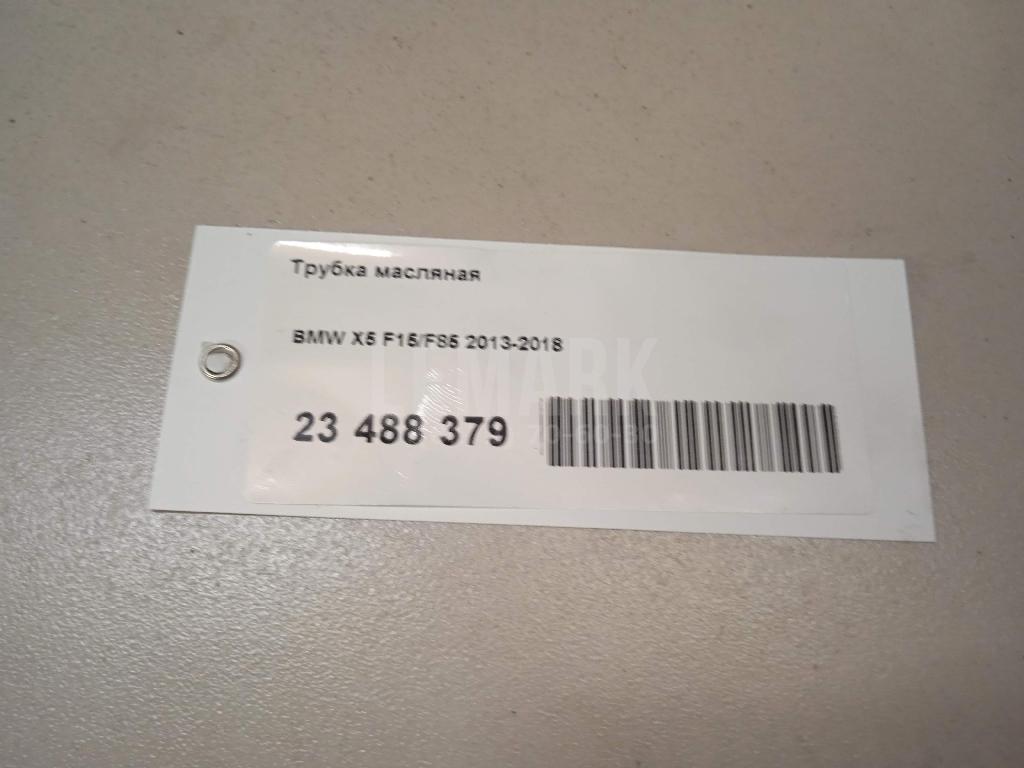 Трубка масляная
BMW X5 F15/F85 2013-2018
23 488 379